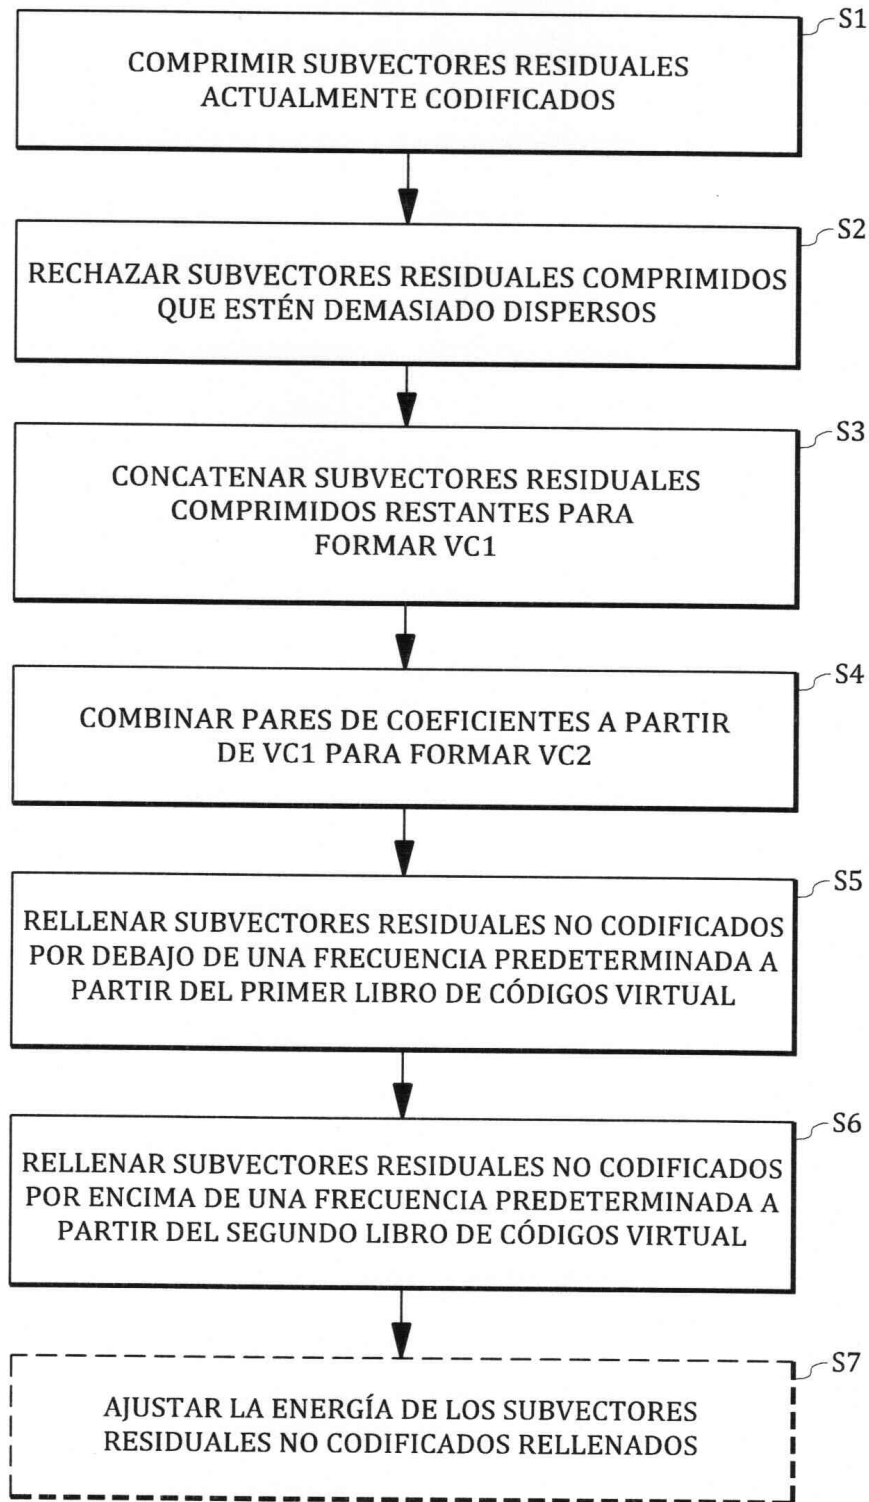 S1
COMPRIMIR SUBVECTORES RESIDUALES
ACTUALMENTE CODIFICADOS
S2
RECHAZAR SUBVECTORES RESIDUALES COMPRIMIDOS
QUE ESTÉN DEMASIADO DISPERSOS
S3
CONCATENAR SUBVECTORES RESIDUALES
COMPRIMIDOS RESTANTES PARA
FORMAR VC1
S4
COMBINAR PARES DE COEFICIENTES A PARTIR
DE VC1 PARA FORMAR VC2
S5
RELLENAR SUBVECTORES RESIDUALES NO CODIFICADOS
POR DEBAJO DE UNA FRECUENCIA PREDETERMINADA A
PARTIR DEL PRIMER LIBRO DE CÓDIGOS VIRTUAL
S6
RELLENAR SUBVECTORES RESIDUALES NO CODIFICADOS
POR ENCIMA DE UNA FRECUENCIA PREDETERMINADA A
PARTIR DEL SEGUNDO LIBRO DE CÓDIGOS VIRTUAL
S7
AJUSTAR LA ENERGÍA DE LOS SUBVECTORES
RESIDUALES NO CODIFICADOS RELLENADOS